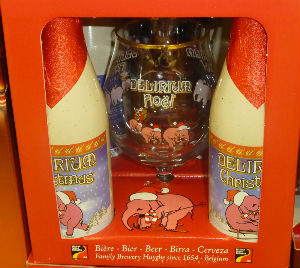 DELIRIUM
Noël
DELIRIUM
Christmas
DELIRIUM
Christmas
Bière - Bier - Beer - Birra - Cerveza
Family Brewery Huyghe since 1654 - Belgium